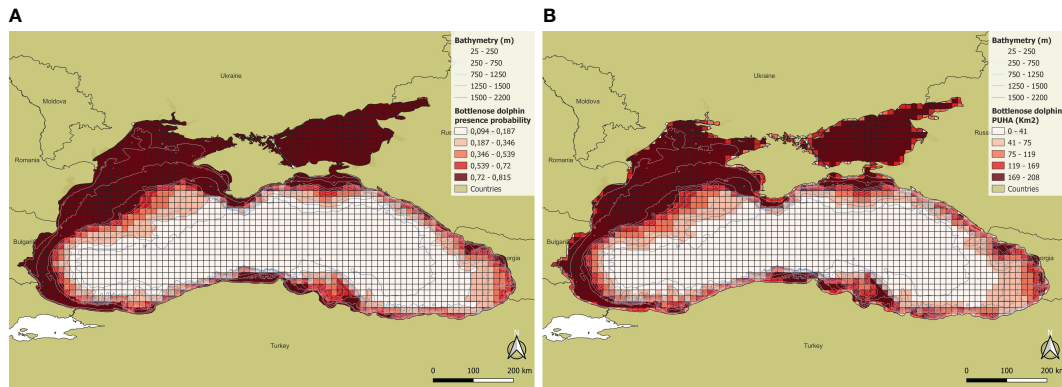 A
Bathymetry (m)
25 - 250
250 - 750
750 - 1250
1250 - 1500
1500 - 2200
Bottlenose dolphin
presence probability
0,094 - 0,187
0,187 - 0,346
0,346 - 0,539
0,539 - 0,72
0,72 - 0,815
Countries
Ukraine
Moldova
Romania
Bulgaria
Turkey
N
0 100 200 km
B
Bathymetry (m)
25 - 250
250 - 750
750 - 1250
1250 - 1500
1500 - 2200
Bottlenose dolphin
PUHA (Km2)
0 - 41
41 - 75
75 - 119
119 - 169
169 - 208
Countries
Ukraine
Moldova
Romania
Bulgaria
Turkey
N
0 100 200 km